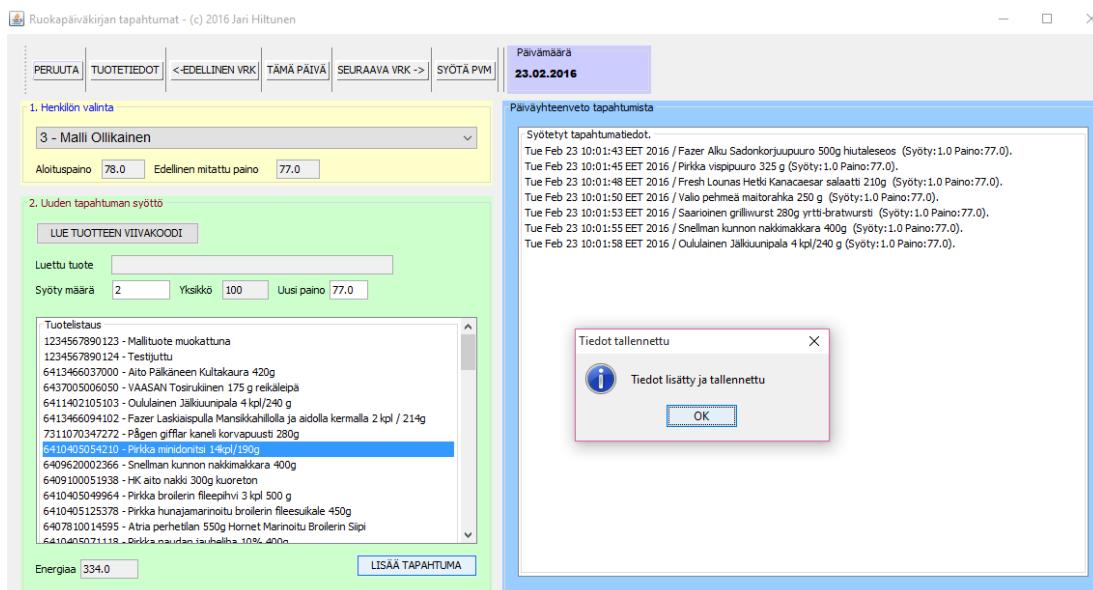 Ruokapäiväkirjan tapahtumat - (c) 2016 Jari Hiltunen
PERUUTA TUOTETIEDOT <-EDELLINEN VRK TÄMÄ PÄIVÄ SEURAAVA VRK -> SYÖTÄ PVM
Päivämäärä
23.02.2016
1. Henkilön valinta
3 - Malli Ollikainen
Aloituspaino 78.0 Edellinen mitattu paino 77.0
2. Uuden tapahtuman syöttö
LUE TUOTTEEN VIIVAKOODI
Luettu tuote
Syöty määrä 2 Yksikkö 100 Uusi paino 77.0
Tuotelistaus
1234567890123 - Mallituote muokattuna
1234567890124 - Testijuttu
6413466037000 - Aito Pälkäneen Kultakaura 420g
6437005006050 - VAASAN Tosirukiinen 175 g reikäleipä
6411402105103 - Oululainen Jälkiuunipala 4 kpl/240 g
6413466094102 - Fazer Laskiaispulla Mansikkahillolla ja aidolla kermalla 2 kpl / 214g
7311070347272 - Pågen gifflar kaneli korvapuusti 280g
6410405054210 - Pirkka minidonitsi 14kpl/190g
6409620002366 - Snellman kunnon nakkimakkara 400g
6409100051938 - HK aito nakki 300g kuoreton
6410405049964 - Pirkka broilerin fileepihvi 3 kpl 500 g
6410405125378 - Pirkka hunajamarinoitu broilerin fileesuikale 450g
6407810014595 - Atria perhetilan 550g Hornet Marinoitu Broilerin Siipi
6410405071118 - Pirkka naudan jauheliha 10% 400g
Energiaa 334.0
LISÄÄ TAPAHTUMA
Päiväyhteenveto tapahtumista
Syötetyt tapahtumatiedot.
Tue Feb 23 10:01:43 EET 2016 / Fazer Alku Sadonkorjuupuuro 500g hiutaleseos (Syöty:1.0 Paino:77.0).
Tue Feb 23 10:01:45 EET 2016 / Pirkka vispipuuro 325 g (Syöty:1.0 Paino:77.0).
Tue Feb 23 10:01:48 EET 2016 / Fresh Lounas Hetki Kanacaesar salaatti 210g (Syöty:1.0 Paino:77.0).
Tue Feb 23 10:01:50 EET 2016 / Valio pehmeä maitorahka 250 g (Syöty:1.0 Paino:77.0).
Tue Feb 23 10:01:53 EET 2016 / Saarioinen grilliwurst 280g yrtti-bratwursti (Syöty:1.0 Paino:77.0).
Tue Feb 23 10:01:55 EET 2016 / Snellman kunnon nakkimakkara 400g (Syöty:1.0 Paino:77.0).
Tue Feb 23 10:01:58 EET 2016 / Oululainen Jälkiuunipala 4 kpl/240 g (Syöty:1.0 Paino:77.0).
Tiedot tallennettu
Tiedot lisätty ja tallennettu
OK